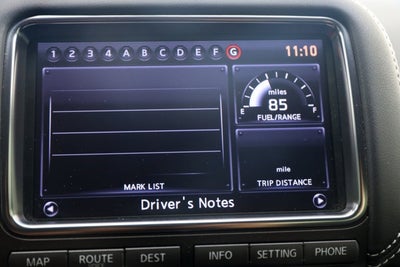 1 2 3 4 A B C D E F G 11:10
miles
85
E F
FUEL/RANGE
MARK LIST
mile
TRIP DISTANCE
Driver's Notes
MAP ROUTE DEST INFO SETTING PHONE